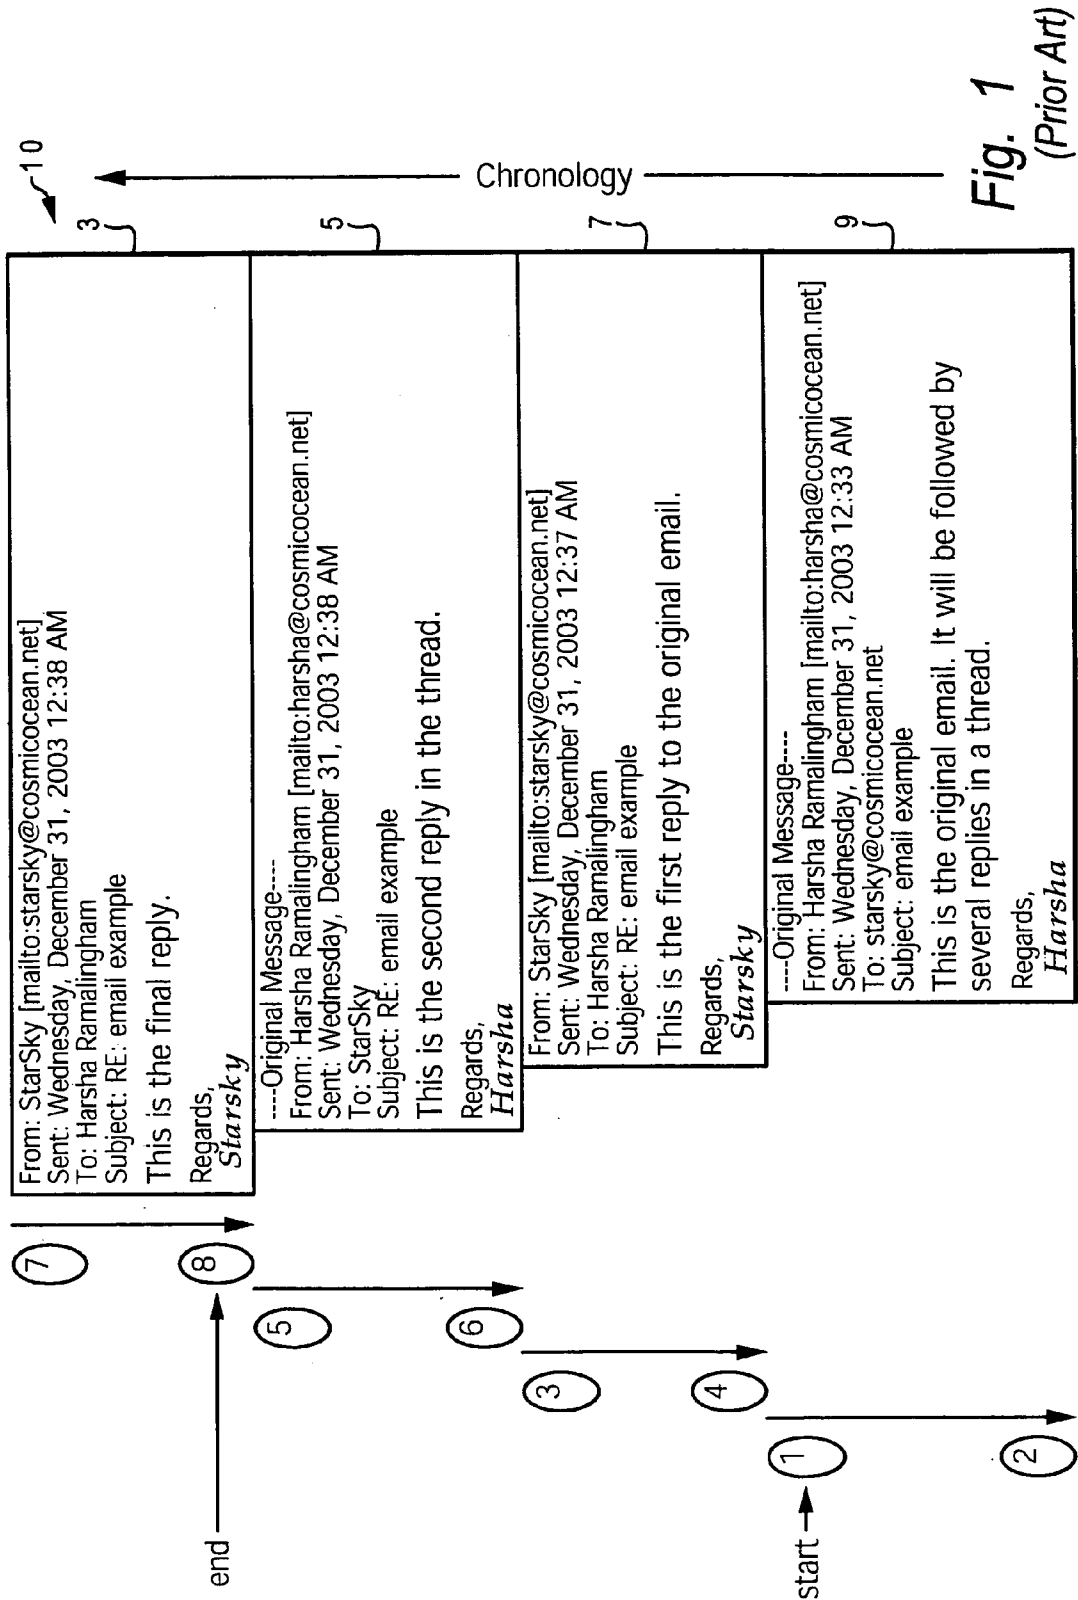 10
3
From: StarSky [mailto:starsky@cosmicocean.net]
Sent: Wednesday, December 31, 2003 12:38 AM
To: Harsha Ramalingham
Subject: RE: email example
This is the final reply.
Regards,
Starsky
7
8
end
5
----Original Message----
From: Harsha Ramalingham [mailto:harsha@cosmicocean.net]
Sent: Wednesday, December 31, 2003 12:38 AM
To: StarSky
Subject: RE: email example
This is the second reply in the thread.
Regards,
Harsha
5
6
7
From: StarSky [mailto:starsky@cosmicocean.net]
Sent: Wednesday, December 31, 2003 12:37 AM
To: Harsha Ramalingham
Subject: RE: email example
This is the first reply to the original email.
Regards,
Starsky
3
4
9
----Original Message----
From: Harsha Ramalingham [mailto:harsha@cosmicocean.net]
Sent: Wednesday, December 31, 2003 12:33 AM
To: starsky@cosmicocean.net
Subject: email example
This is the original email. It will be followed by
several replies in a thread.
Regards,
Harsha
start
1
2
Chronology
Fig. 1
(Prior Art)